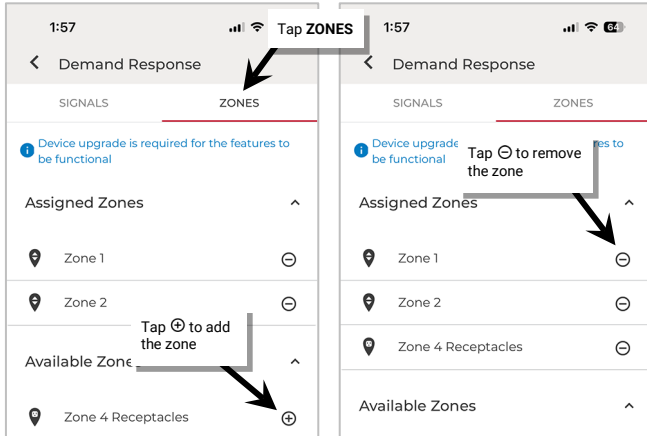 1:57
Tap ZONES
Demand Response
SIGNALS ZONES
Device upgrade is required for the features to
be functional
Assigned Zones
Zone 1
Zone 2
Tap ⊕ to add
the zone
Available Zone
Zone 4 Receptacles
1:57 64
Demand Response
SIGNALS ZONES
Device upgrade res to
be functional
Tap ⊖ to remove
the zone
Assigned Zones
Zone 1
Zone 2
Zone 4 Receptacles
Available Zones